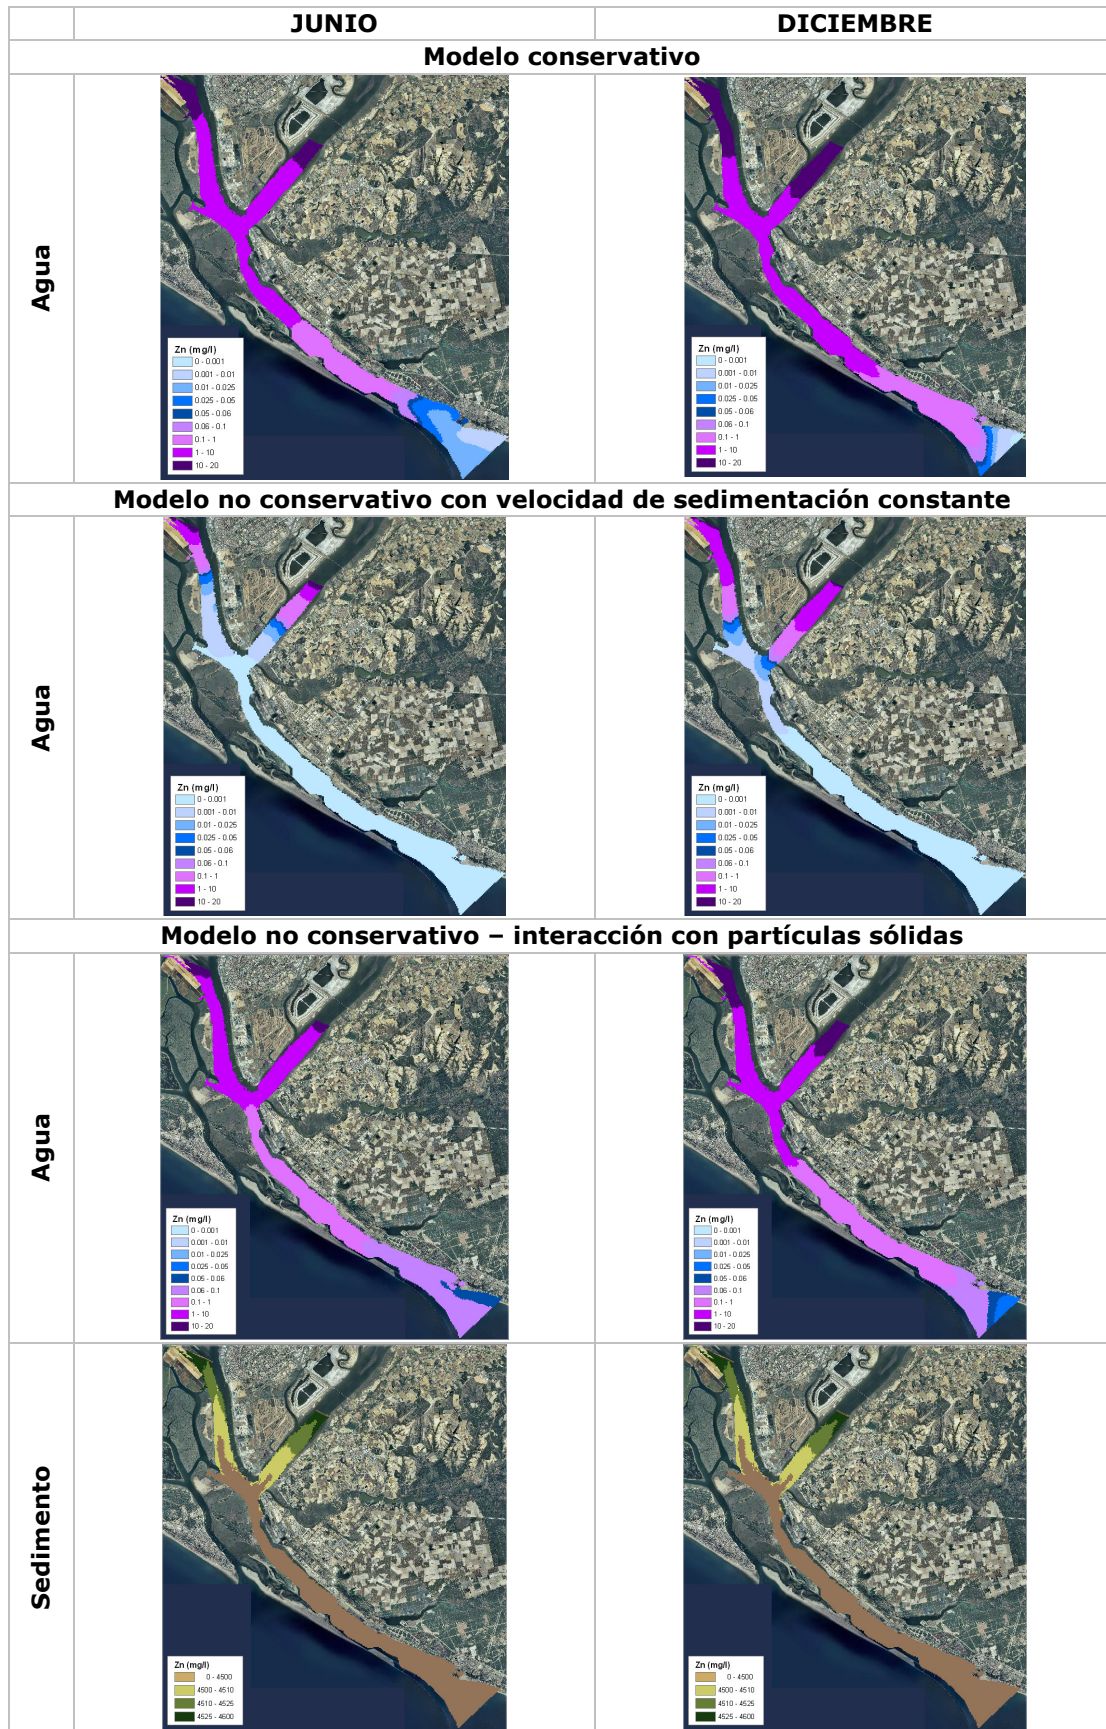 JUNIO
DICIEMBRE
Modelo conservativo
Agua
Zn (mg/l)
0 - 0.001
0.001 - 0.01
0.01 - 0.025
0.025 - 0.05
0.05 - 0.06
0.06 - 0.1
0.1 - 1
1 - 10
10 - 20
Zn (mg/l)
0 - 0.001
0.001 - 0.01
0.01 - 0.025
0.025 - 0.05
0.05 - 0.06
0.06 - 0.1
0.1 - 1
1 - 10
10 - 20
Modelo no conservativo con velocidad de sedimentación constante
Agua
Zn (mg/l)
0 - 0.001
0.001 - 0.01
0.01 - 0.025
0.025 - 0.05
0.05 - 0.06
0.06 - 0.1
0.1 - 1
1 - 10
10 - 20
Zn (mg/l)
0 - 0.001
0.001 - 0.01
0.01 - 0.025
0.025 - 0.05
0.05 - 0.06
0.06 - 0.1
0.1 - 1
1 - 10
10 - 20
Modelo no conservativo – interacción con partículas sólidas
Agua
Zn (mg/l)
0 - 0.001
0.001 - 0.01
0.01 - 0.025
0.025 - 0.05
0.05 - 0.06
0.06 - 0.1
0.1 - 1
1 - 10
10 - 20
Zn (mg/l)
0 - 0.001
0.001 - 0.01
0.01 - 0.025
0.025 - 0.05
0.05 - 0.06
0.06 - 0.1
0.1 - 1
1 - 10
10 - 20
Sedimento
Zn (mg/l)
0 - 4500
4500 - 4510
4510 - 4525
4525 - 4600
Zn (mg/l)
0 - 4500
4500 - 4510
4510 - 4525
4525 - 4600